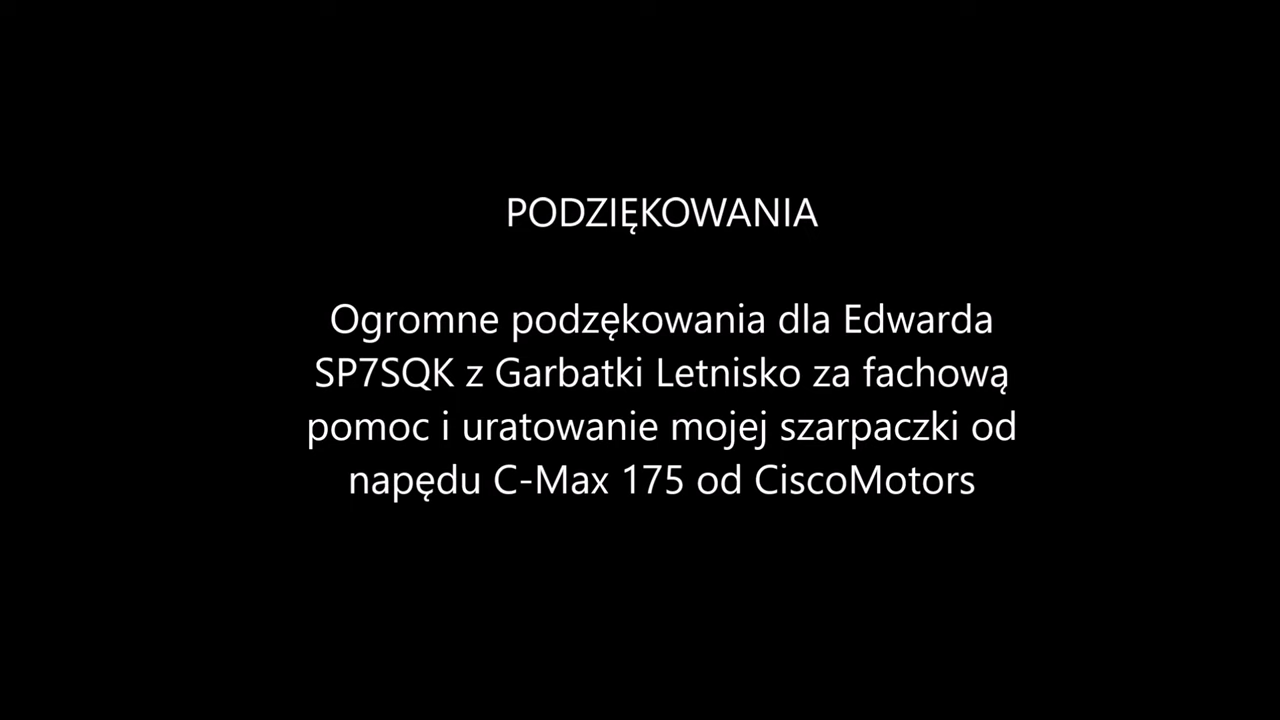 PODZIĘKOWANIA
Ogromne podzękowania dla Edwarda
SP7SQK z Garbatki Letnisko za fachową
pomoc i uratowanie mojej szarpaczki od
napędu C-Max 175 od CiscoMotors